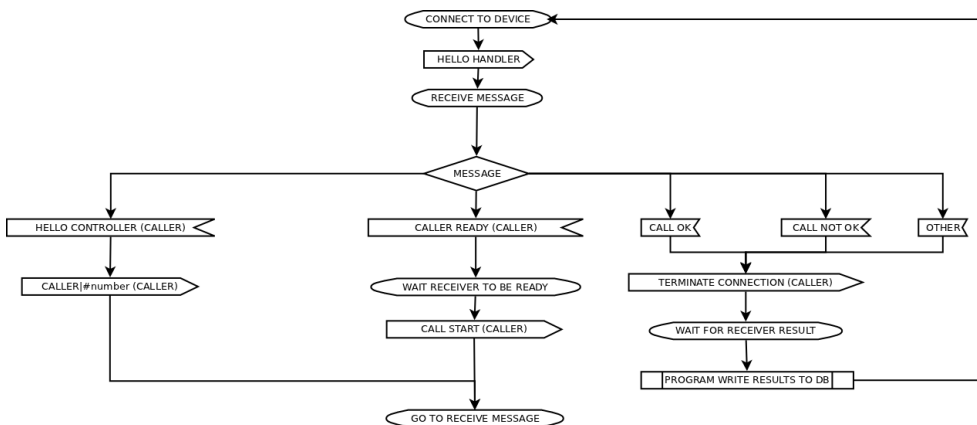 CONNECT TO DEVICE
HELLO HANDLER
RECEIVE MESSAGE
MESSAGE
HELLO CONTROLLER (CALLER)
CALLER READY (CALLER)
CALL OK
CALL NOT OK
OTHER
CALLER|#number (CALLER)
WAIT RECEIVER TO BE READY
TERMINATE CONNECTION (CALLER)
CALL START (CALLER)
WAIT FOR RECEIVER RESULT
PROGRAM WRITE RESULTS TO DB
GO TO RECEIVE MESSAGE